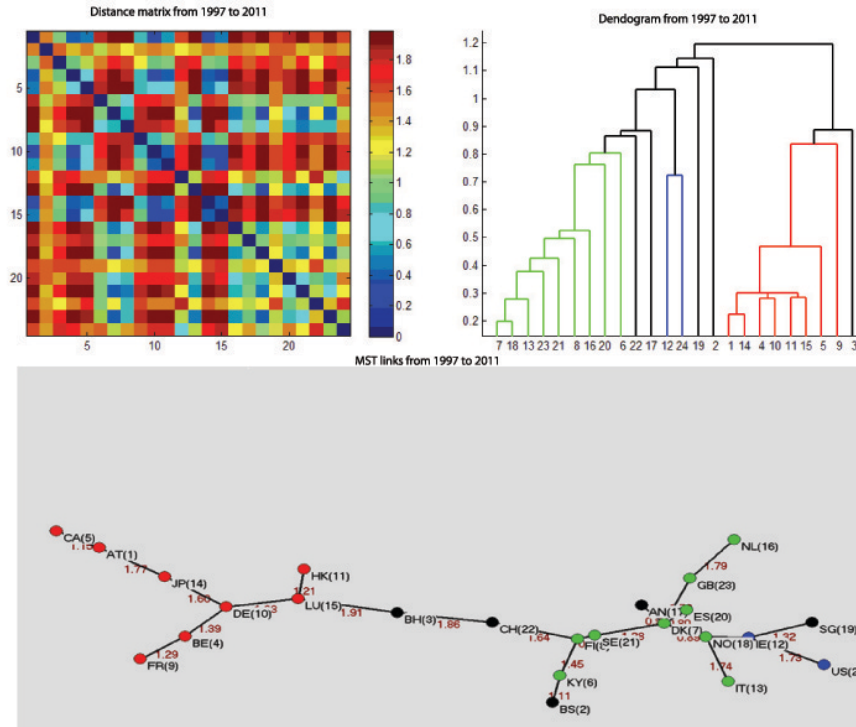 Distance matrix from 1997 to 2011
Dendogram from 1997 to 2011
5
10
15
20
5 10 15 20
1.8
1.6
1.4
1.2
1
0.8
0.6
0.4
0.2
0
1.2
1.1
1
0.9
0.8
0.7
0.6
0.5
0.4
0.3
0.2
7 18 13 23 21 8 16 20 6 22 17 12 24 19 2 1 14 4 10 11 15 5 9 3
MST links from 1997 to 2011
CA(5)
AT(1)
1.77
JP(14)
HK(11)
DE(10)
LU(15)
1.91
BH(3)
1.86
CH(22)
1.64
BE(4)
1.39
FR(9)
1.29
NL(16)
1.79
GB(23)
AN(17)
ES(20)
DK(7)
SE(21)
NO(18)
IE(12)
1.32
SG(19)
1.73
IT(13)
1.74
KY(6)
1.45
BS(2)